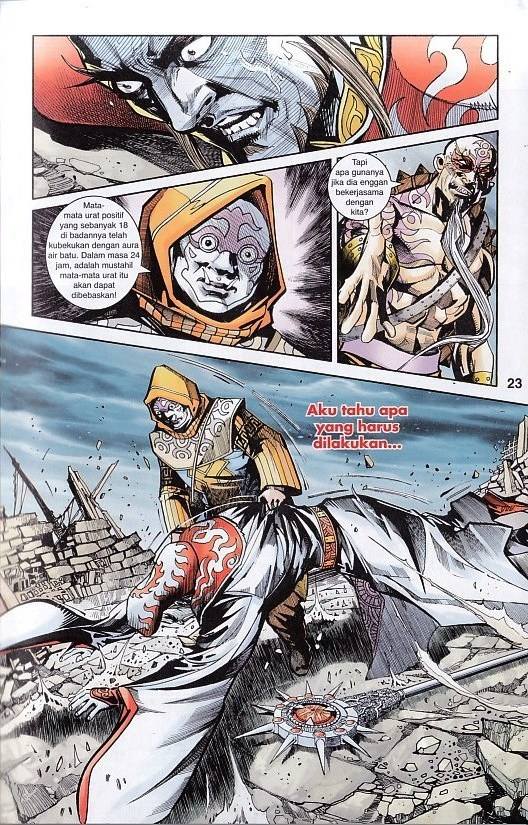 Mata-
mata urat positif
yang sebanyak 18
di badannya telah
kubekukan dengan aura
air batu. Dalam masa 24
jam, adalah mustahil
mata-mata urat itu
akan dapat
dibebaskan!
Tapi
apa gunanya
jika dia enggan
bekerjasama
dengan
kita?
23
Aku tahu apa
yang harus
dilakukan...